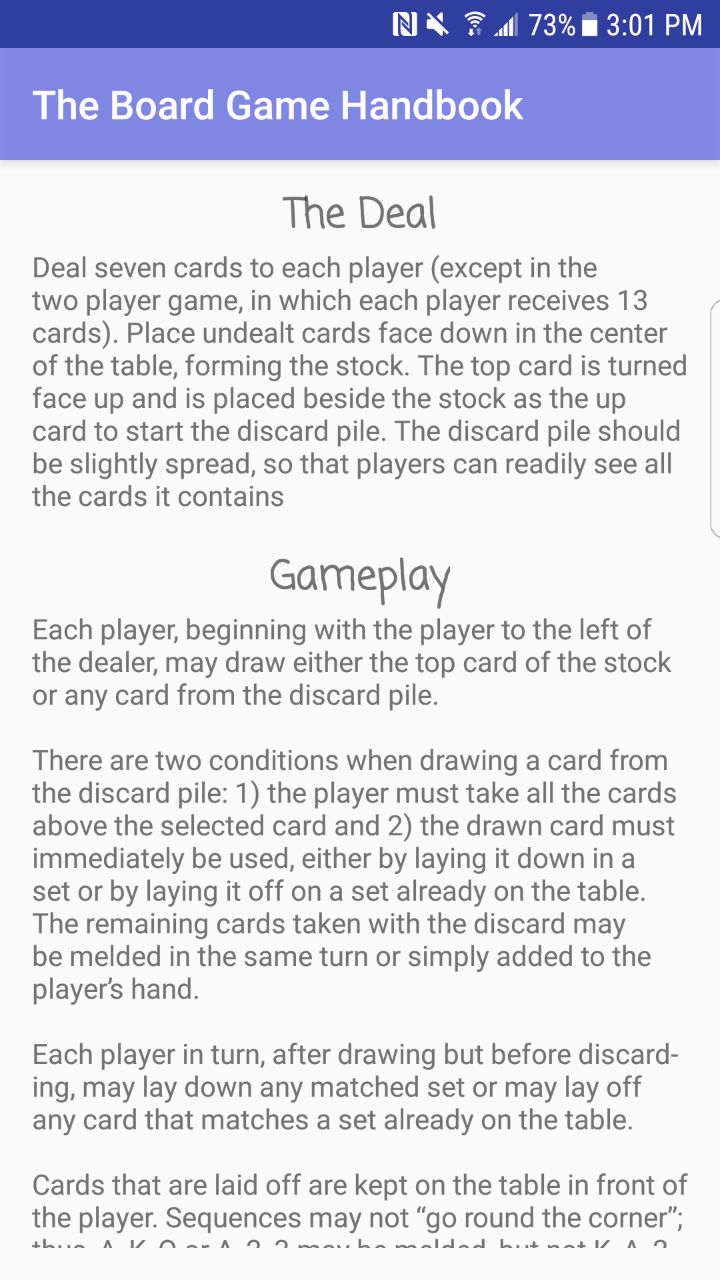 73% 3:01 PM
The Board Game Handbook
The Deal
Deal seven cards to each player (except in the
two player game, in which each player receives 13
cards). Place undealt cards face down in the center
of the table, forming the stock. The top card is turned
face up and is placed beside the stock as the up
card to start the discard pile. The discard pile should
be slightly spread, so that players can readily see all
the cards it contains
Gameplay
Each player, beginning with the player to the left of
the dealer, may draw either the top card of the stock
or any card from the discard pile.
There are two conditions when drawing a card from
the discard pile: 1) the player must take all the cards
above the selected card and 2) the drawn card must
immediately be used, either by laying it down in a
set or by laying it off on a set already on the table.
The remaining cards taken with the discard may
be melded in the same turn or simply added to the
player’s hand.
Each player in turn, after drawing but before discard-
ing, may lay down any matched set or may lay off
any card that matches a set already on the table.
Cards that are laid off are kept on the table in front of
the player. Sequences may not “go round the corner”;
thus, A, K, Q or A, 2, 3 may be melded, but not K, A, 2.